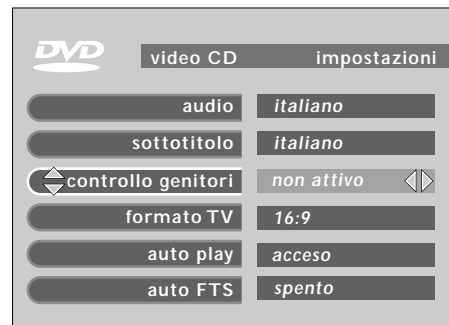 DVD
video CD impostazioni
audio italiano
sottotitolo italiano
controllo genitori non attivo
formato TV 16:9
auto play acceso
auto FTS spento